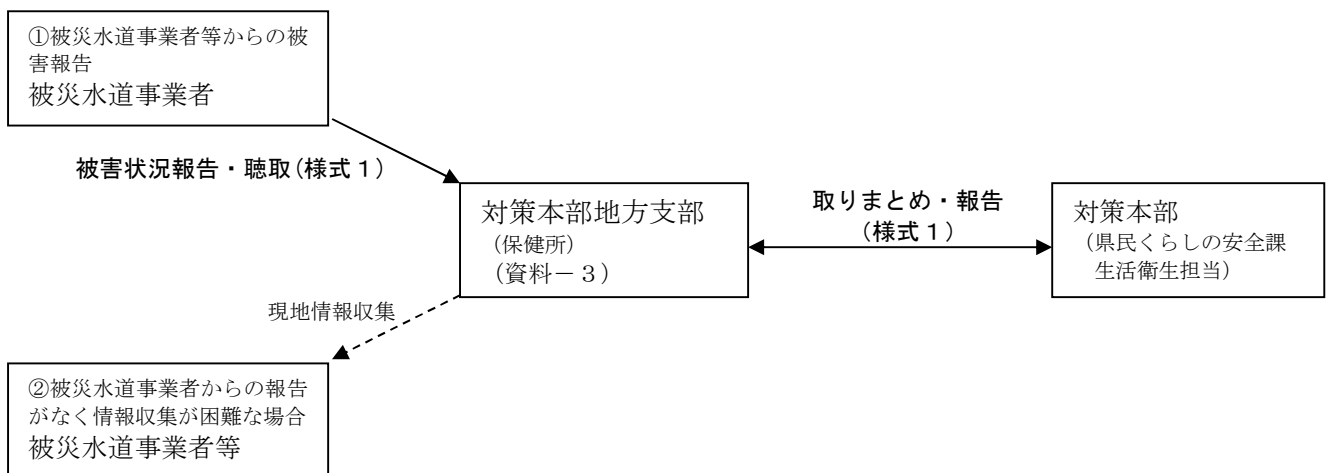 ①被災水道事業者等からの被
害報告
被災水道事業者
被害状況報告・聴取(様式１)
対策本部地方支部
（保健所）
（資料－３）
取りまとめ・報告
(様式１)
対策本部
（県民くらしの安全課
生活衛生担当）
現地情報収集
②被災水道事業者からの報告
がなく情報収集が困難な場合
被災水道事業者等